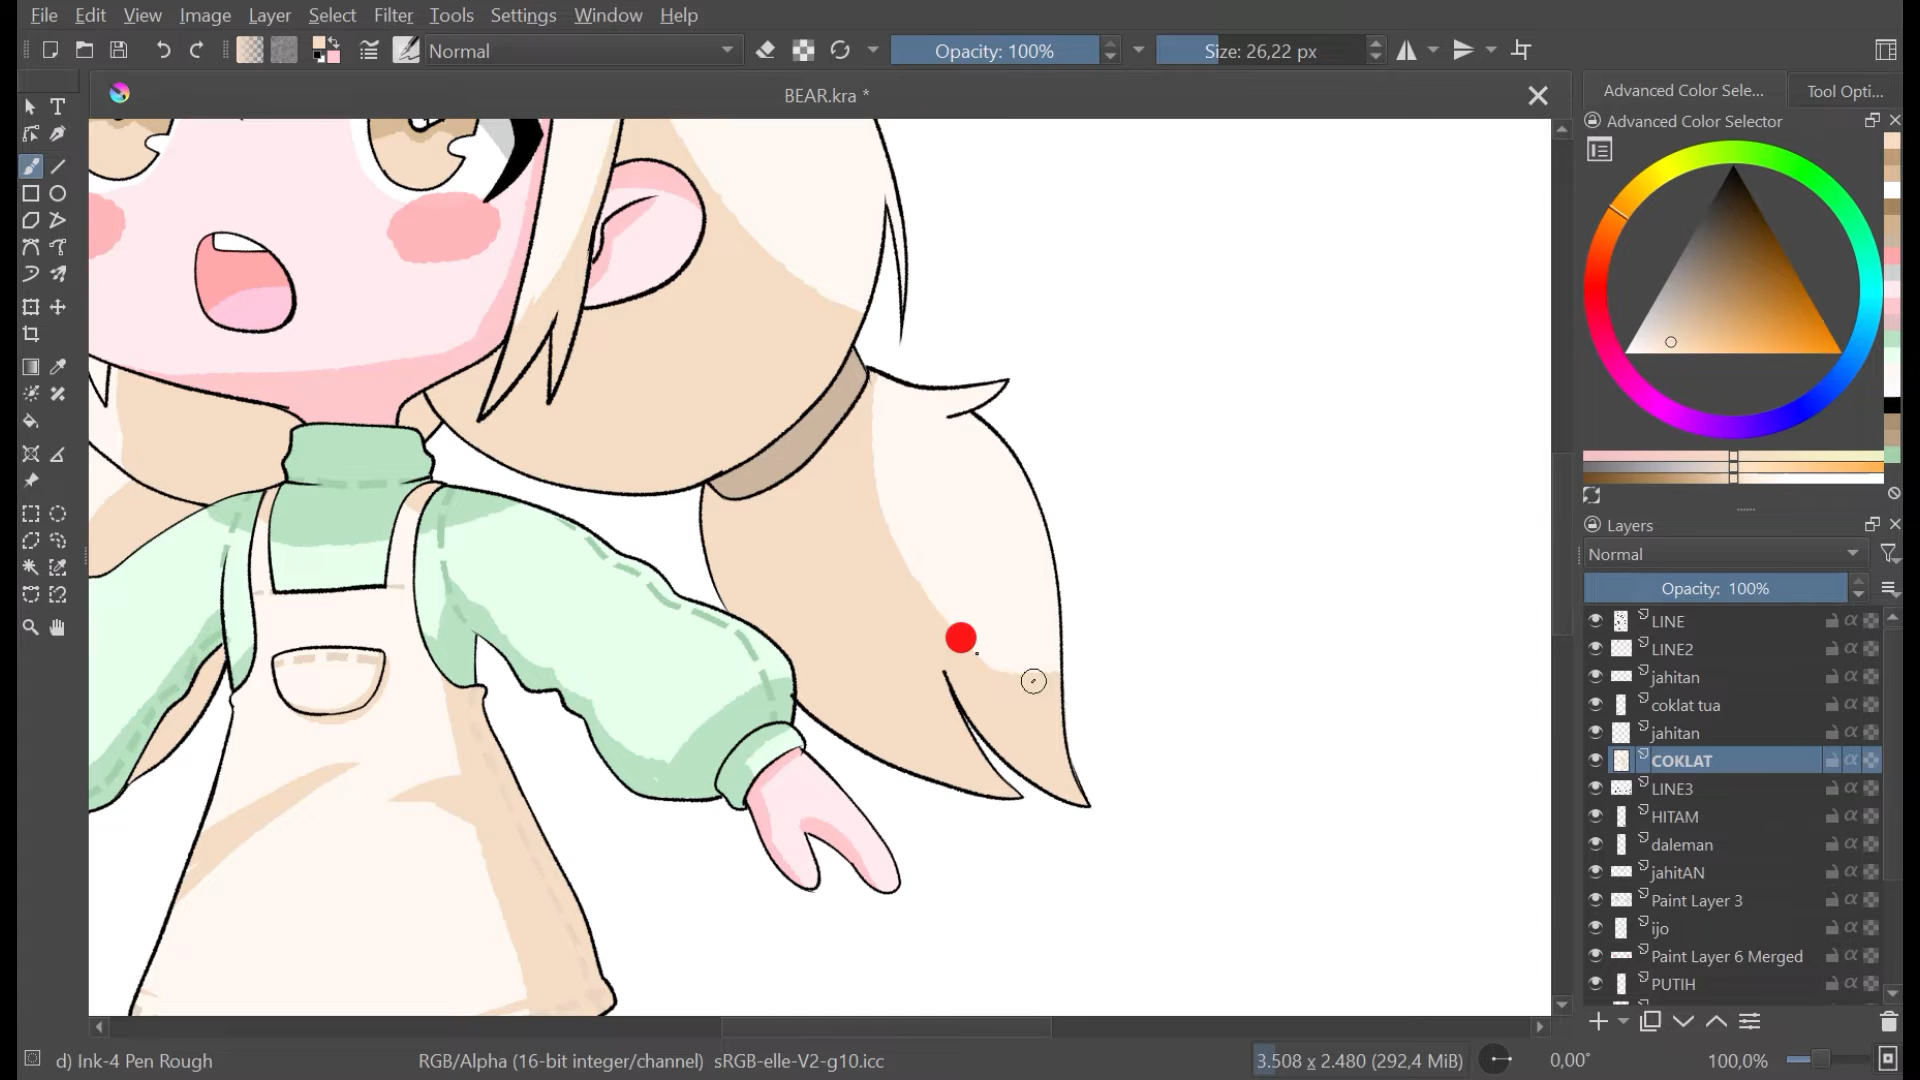 File Edit View Image Layer Select Filter Tools Settings Window Help
Normal Opacity: 100% Size: 26,22 px
BEAR.kra *
Advanced Color Sele... Tool Opti...
Advanced Color Selector
Layers
Normal
Opacity: 100%
LINE
LINE2
jahitan
coklat tua
jahitan
COKLAT
LINE3
HITAM
daleman
jahitAN
Paint Layer 3
ijo
Paint Layer 6 Merged
PUTIH
d) Ink-4 Pen Rough RGB/Alpha (16-bit integer/channel) sRGB-elle-V2-g10.icc 3.508 x 2.480 (292,4 MiB) 0,00° 100,0%